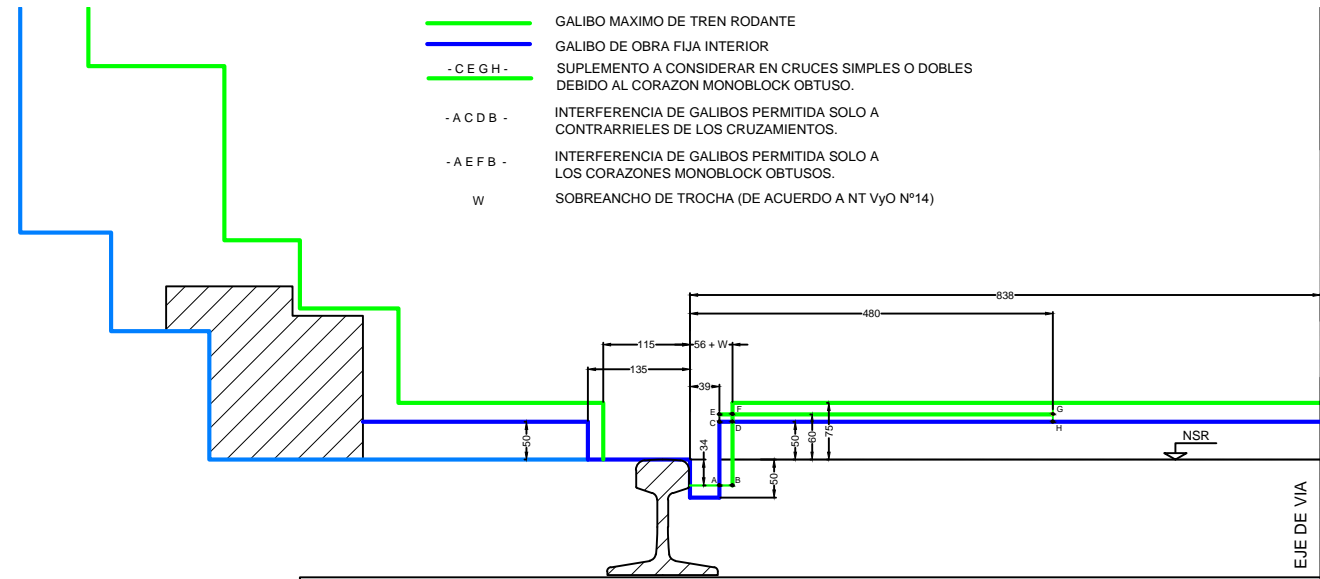 GALIBO MAXIMO DE TREN RODANTE
GALIBO DE OBRA FIJA INTERIOR
- C E G H - SUPLEMENTO A CONSIDERAR EN CRUCES SIMPLES O DOBLES
DEBIDO AL CORAZON MONOBLOCK OBTUSO.
- A C D B - INTERFERENCIA DE GALIBOS PERMITIDA SOLO A
CONTRARRIELES DE LOS CRUZAMIENTOS.
- A E F B - INTERFERENCIA DE GALIBOS PERMITIDA SOLO A
LOS CORAZONES MONOBLOCK OBTUSOS.
W SOBREANCHO DE TROCHA (DE ACUERDO A NT VyO Nº14)
838
480
115 56 + W
135
39
E F G
C D H
50 34 50 60 75 NSR
A B 50
EJE DE VIA